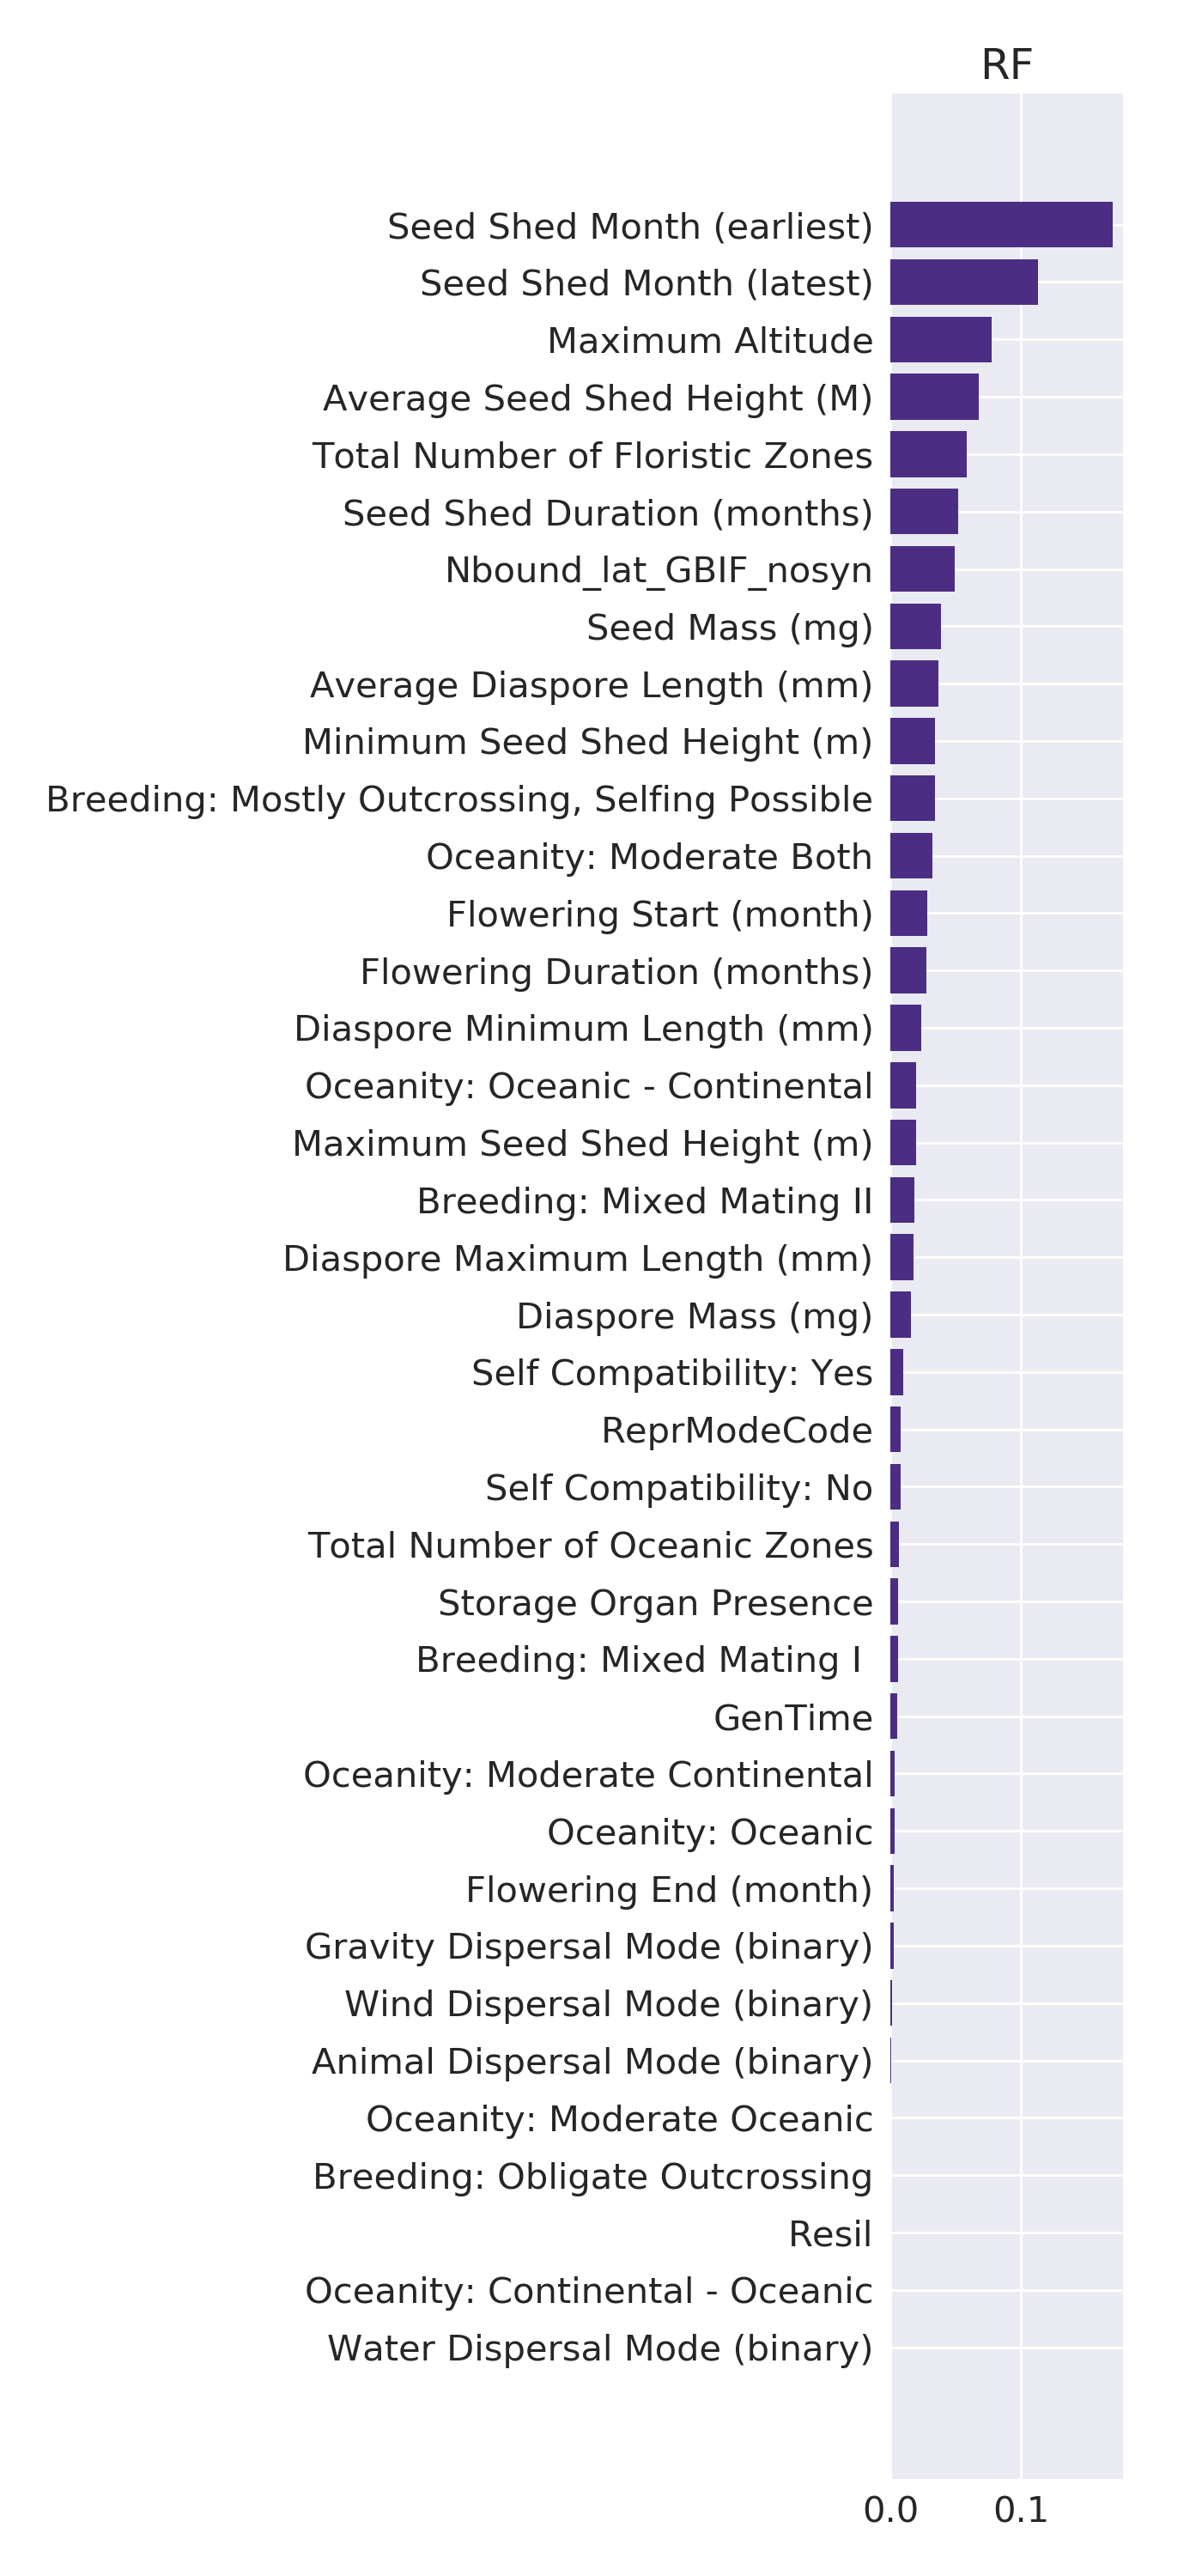 RF
Seed Shed Month (earliest)
Seed Shed Month (latest)
Maximum Altitude
Average Seed Shed Height (M)
Total Number of Floristic Zones
Seed Shed Duration (months)
Nbound_lat_GBIF_nosyn
Seed Mass (mg)
Average Diaspore Length (mm)
Minimum Seed Shed Height (m)
Breeding: Mostly Outcrossing, Selfing Possible
Oceanity: Moderate Both
Flowering Start (month)
Flowering Duration (months)
Diaspore Minimum Length (mm)
Oceanity: Oceanic - Continental
Maximum Seed Shed Height (m)
Breeding: Mixed Mating II
Diaspore Maximum Length (mm)
Diaspore Mass (mg)
Self Compatibility: Yes
ReprModeCode
Self Compatibility: No
Total Number of Oceanic Zones
Storage Organ Presence
Breeding: Mixed Mating I
GenTime
Oceanity: Moderate Continental
Oceanity: Oceanic
Flowering End (month)
Gravity Dispersal Mode (binary)
Wind Dispersal Mode (binary)
Animal Dispersal Mode (binary)
Oceanity: Moderate Oceanic
Breeding: Obligate Outcrossing
Resil
Oceanity: Continental - Oceanic
Water Dispersal Mode (binary)
0.0 0.1